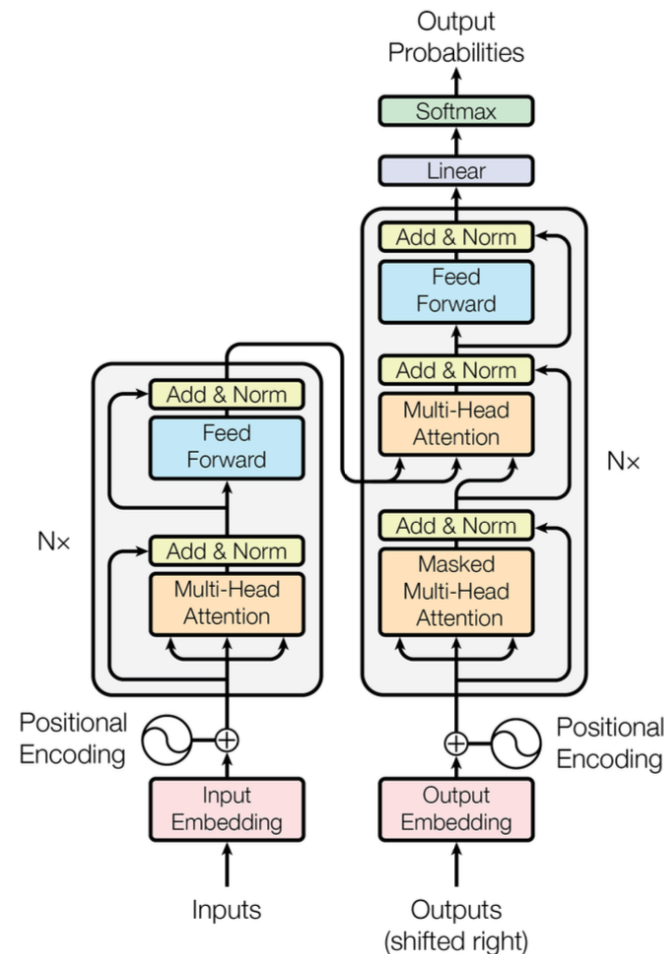 Output
Probabilities
Softmax
Linear
Add & Norm
Feed
Forward
Add & Norm
Multi-Head
Attention
Add & Norm
Masked
Multi-Head
Attention
Nx
Positional
Encoding
Output
Embedding
Outputs
(shifted right)
Add & Norm
Feed
Forward
Add & Norm
Multi-Head
Attention
Nx
Positional
Encoding
Input
Embedding
Inputs